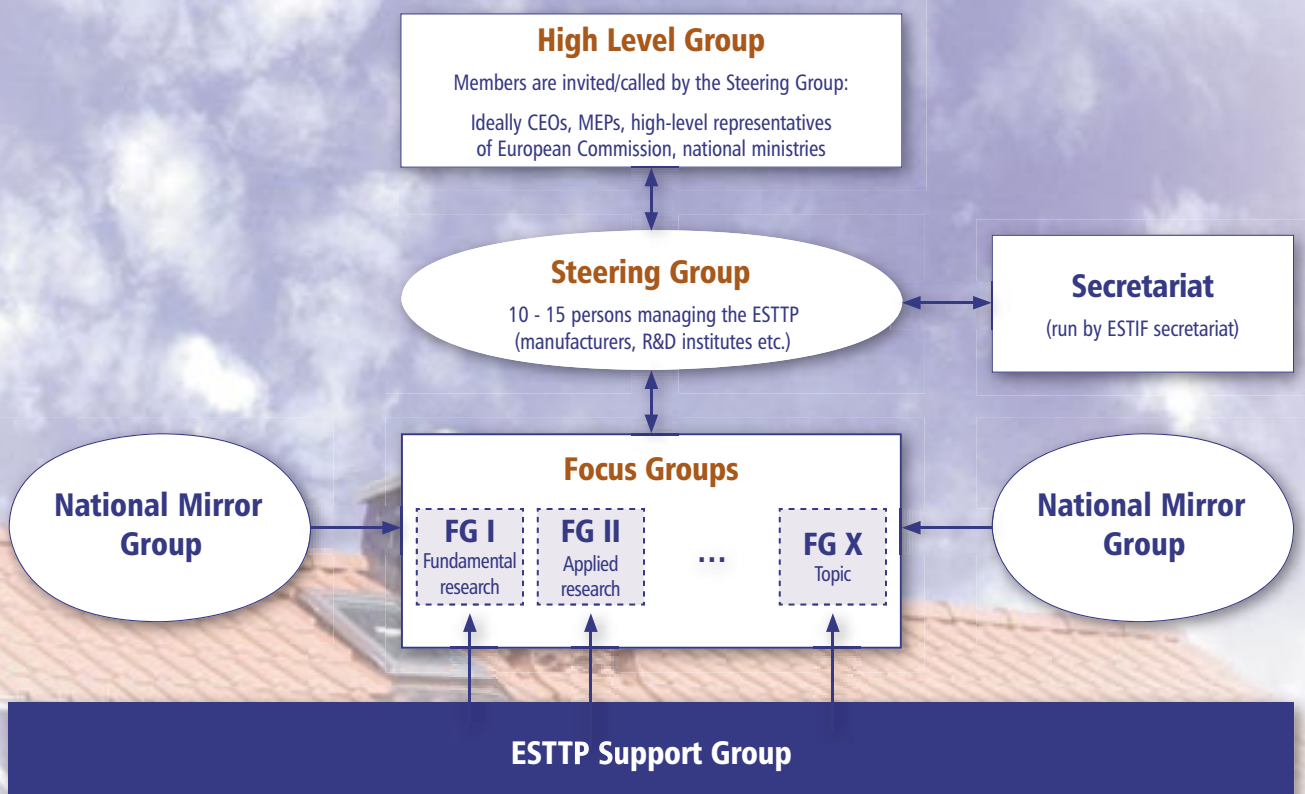 High Level Group
Members are invited/called by the Steering Group:
Ideally CEOs, MEPs, high-level representatives
of European Commission, national ministries
Steering Group
10 - 15 persons managing the ESTTP
(manufacturers, R&D institutes etc.)
Secretariat
(run by ESTIF secretariat)
National Mirror
Group
Focus Groups
FG I
Fundamental
research
FG II
Applied
research
...
FG X
Topic
National Mirror
Group
ESTTP Support Group